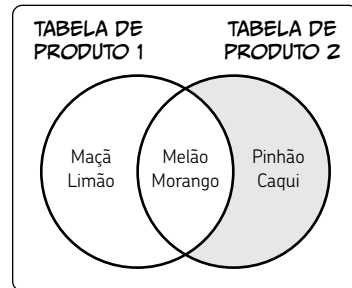 TABELA DE
PRODUTO 1
TABELA DE
PRODUTO 2
Maçã
Limão
Melão
Morango
Pinhão
Caqui